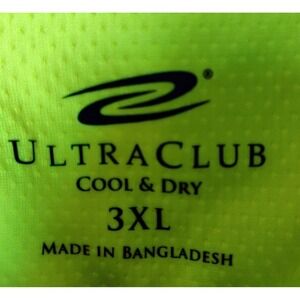 ®
ULTRACLUB
COOL & DRY
3XL
MADE IN BANGLADESH